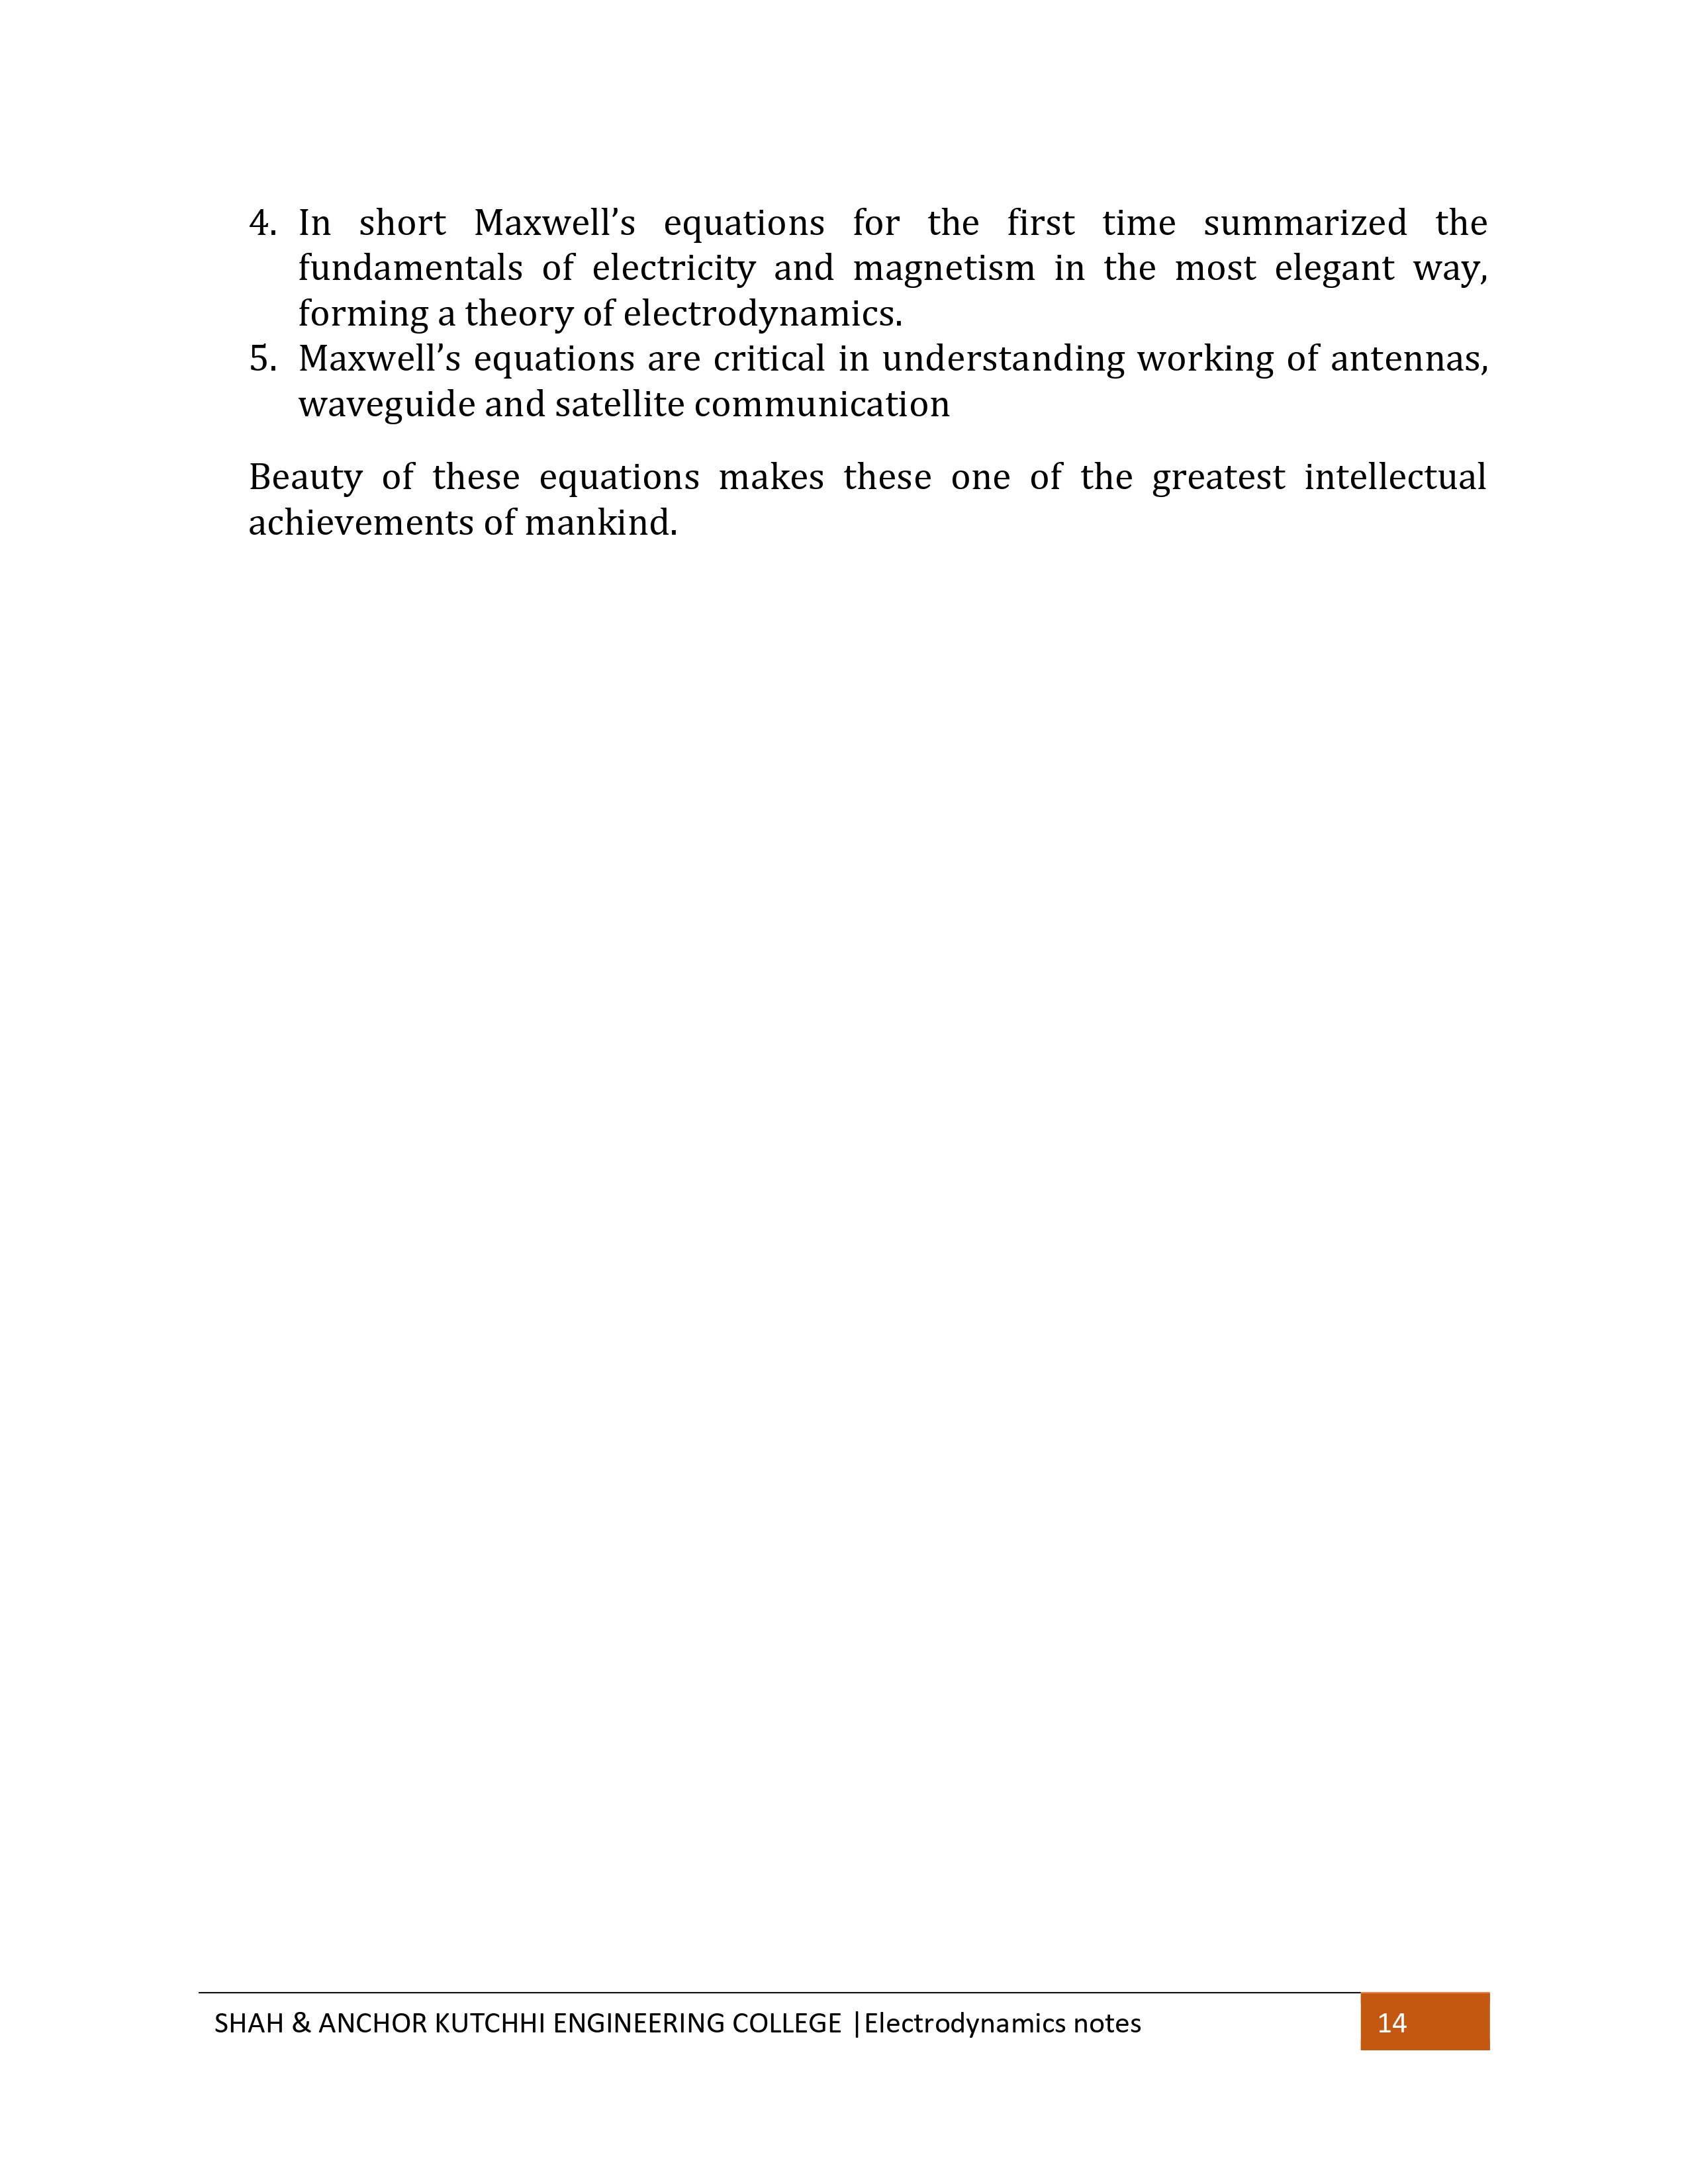 4. In short Maxwell’s equations for the first time summarized the
fundamentals of electricity and magnetism in the most elegant way,
forming a theory of electrodynamics.
5. Maxwell’s equations are critical in understanding working of antennas,
waveguide and satellite communication
Beauty of these equations makes these one of the greatest intellectual
achievements of mankind.
SHAH & ANCHOR KUTCHHI ENGINEERING COLLEGE |Electrodynamics notes 14